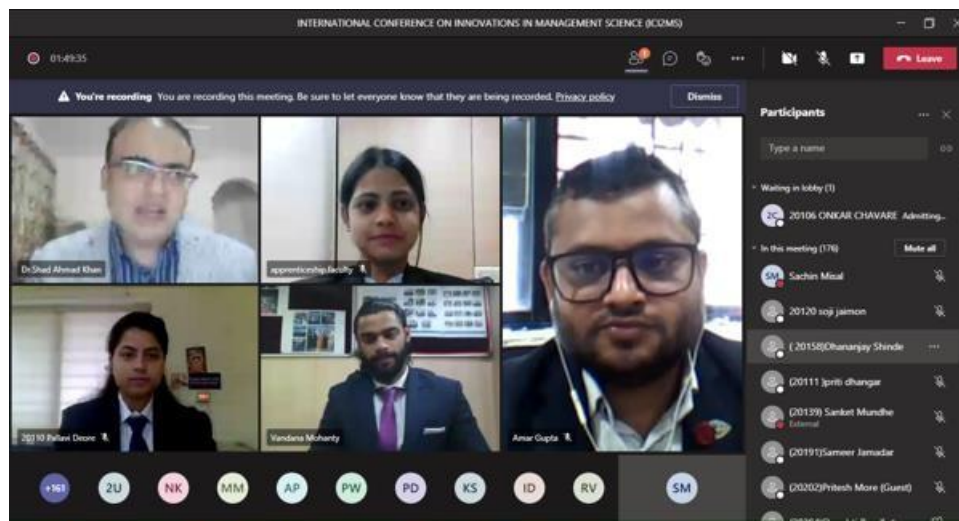 INTERNATIONAL CONFERENCE ON INNOVATIONS IN MANAGEMENT SCIENCE (ICI2MS)
01:49:35
Leave
You're recording You are recording this meeting. Be sure to let everyone know that they are being recorded. Privacy policy
Dismiss
Dr.Shad Ahmad Khan
apprenticeship.faculty
20110 Pallavi Deore
Vandana Mohanty
Amar Gupta
+161
2U
NK
MM
AP
PW
PD
KS
ID
RV
SM
Participants
Type a name
Waiting in lobby (1)
ZC 20106 ONKAR CHAVARE Admitting...
In this meeting (176)
Mute all
SM Sachin Misal
20120 soji jaimon
( 20158)Dhananjay Shinde
(20111 )priti dhangar
(20139) Sanket Mundhe
External
(20191)Sameer Jamadar
(20202)Pritesh More (Guest)